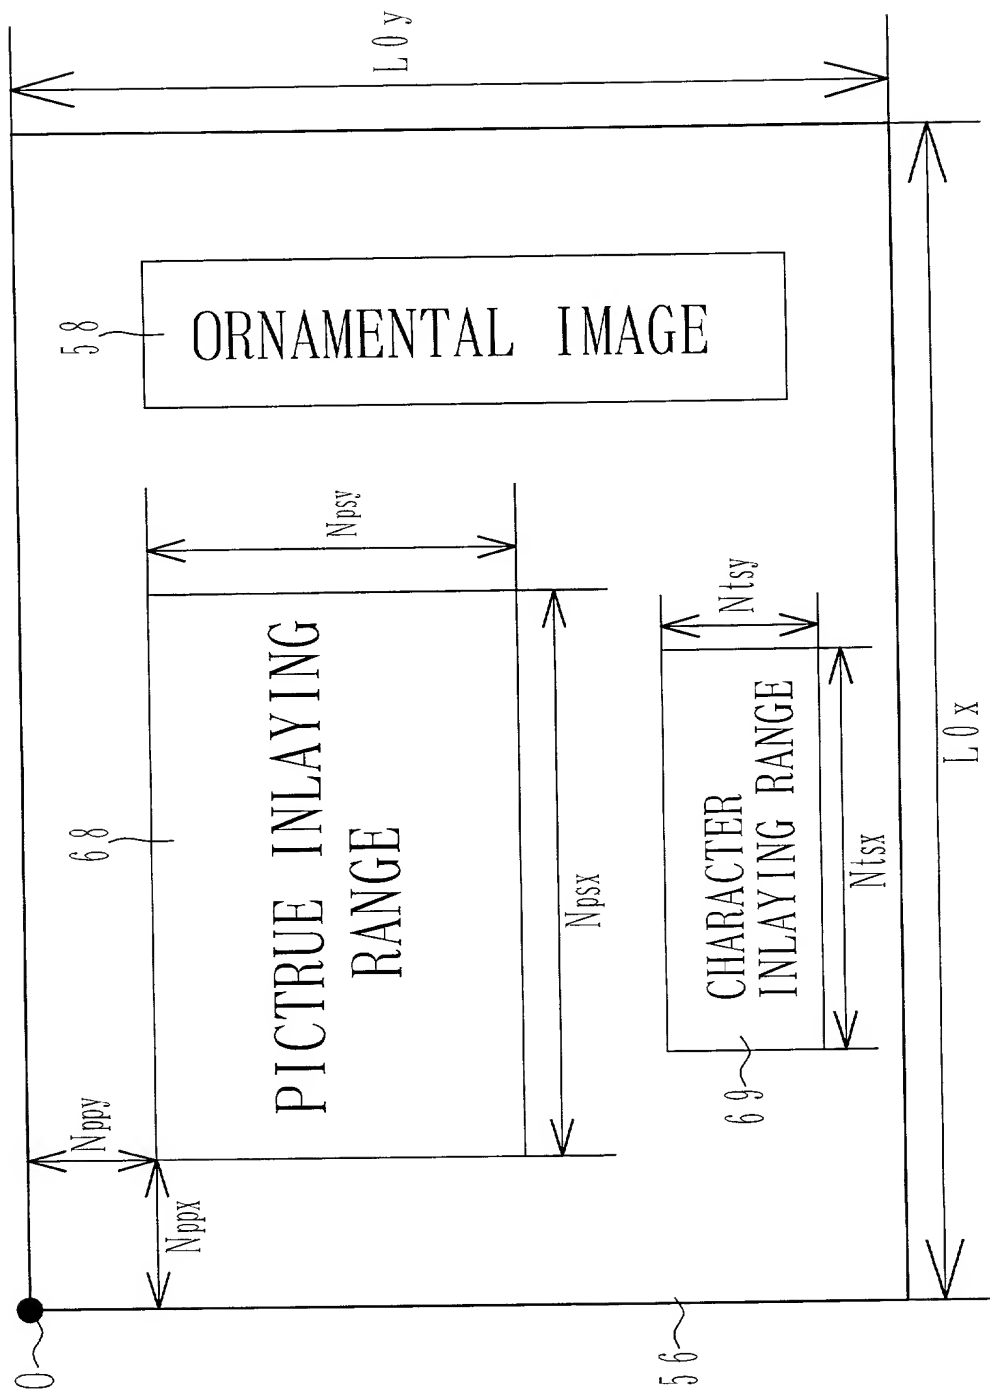 O
Nppy
Nppx
68
PICTRUE INLAYING
RANGE
Npsy
Npsx
58
ORNAMENTAL IMAGE
L0y
69
CHARACTER
INLAYING RANGE
Ntsy
Ntsx
56
L0x